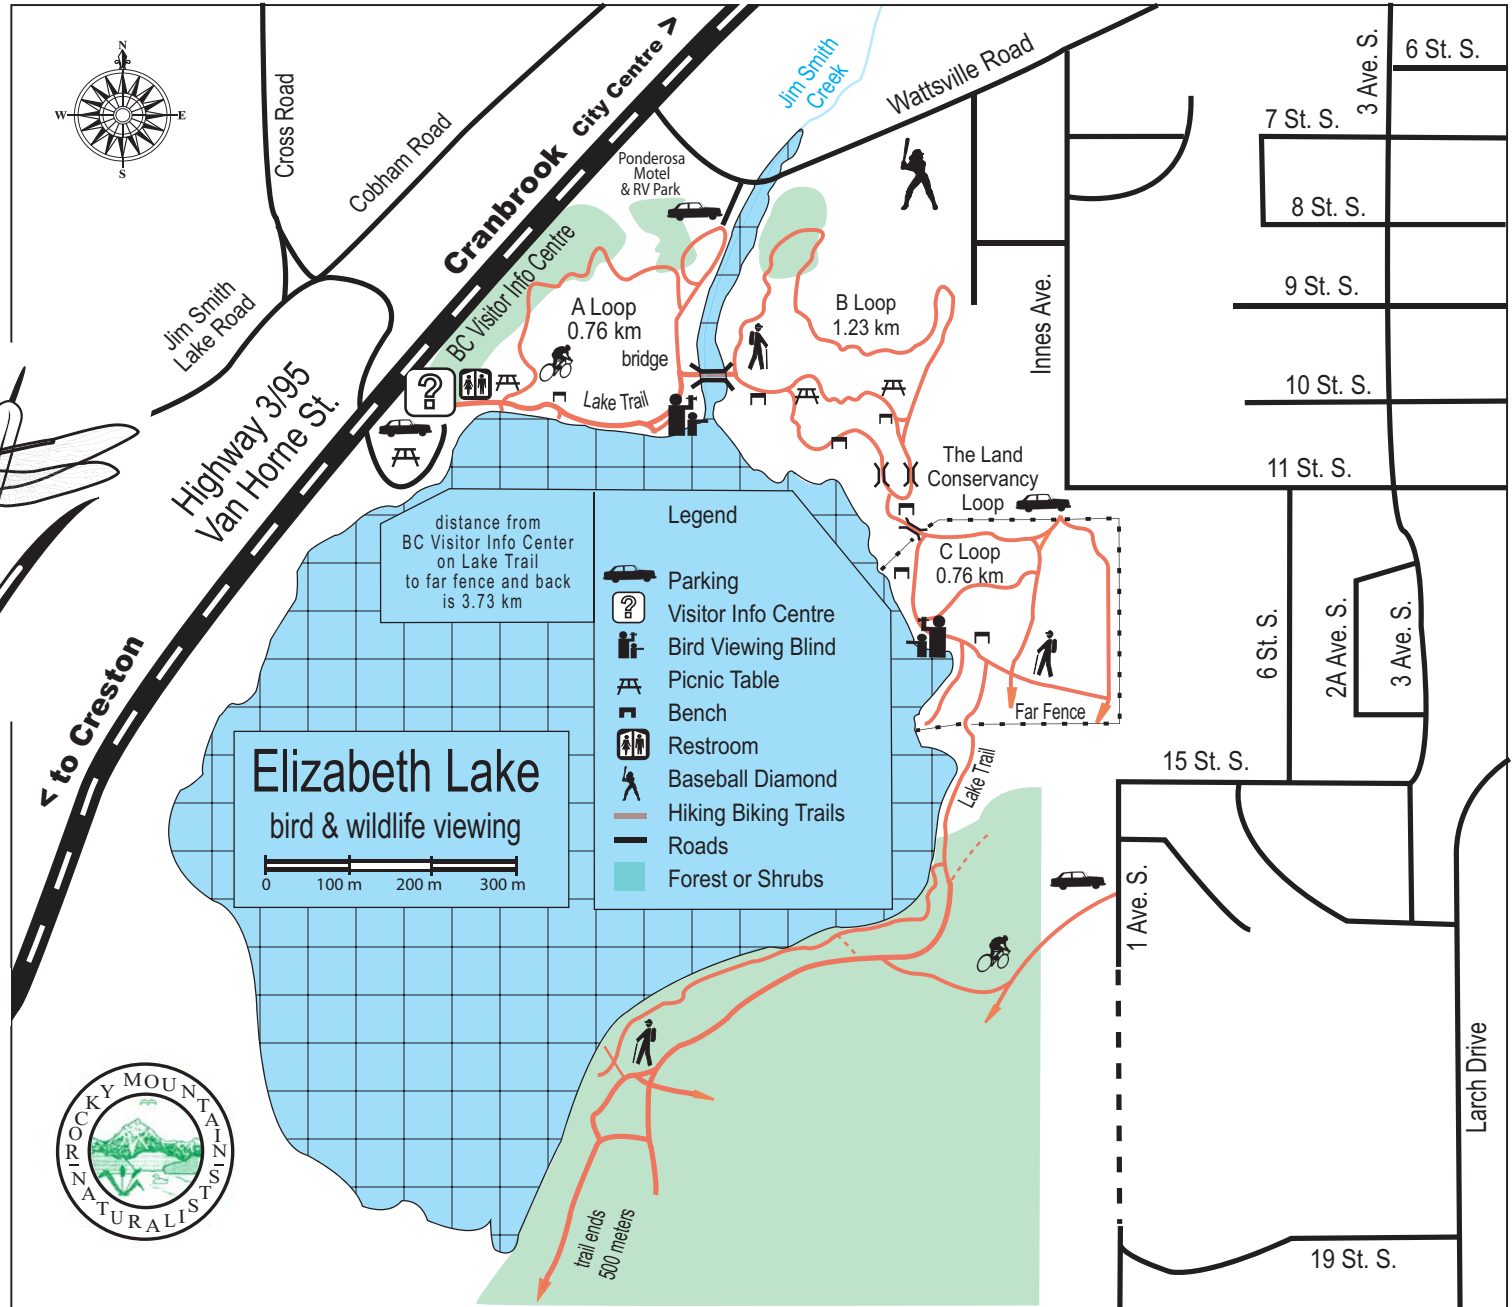 N
W
E
S
Cross Road
Cobham Road
Cranbrook
City Centre >
Jim Smith
Creek
Wattsville Road
3 Ave. S.
6 St. S.
7 St. S.
8 St. S.
9 St. S.
10 St. S.
11 St. S.
Innes Ave.
Ponderosa
Motel
& RV Park
BC Visitor Info Centre
Jim Smith
Lake Road
A Loop
0.76 km
bridge
B Loop
1.23 km
?
Lake Trail
Highway 3/95
Van Horne St.
The Land
Conservancy
Loop
C Loop
0.76 km
distance from
BC Visitor Info Center
on Lake Trail
to far fence and back
is 3.73 km
Legend
Parking
?
Visitor Info Centre
Bird Viewing Blind
Picnic Table
Bench
Restroom
Baseball Diamond
Hiking Biking Trails
Roads
Forest or Shrubs
6 St. S.
2A Ave. S.
3 Ave. S.
Far Fence
< to Creston
Elizabeth Lake
bird & wildlife viewing
0 100 m 200 m 300 m
Lake Trail
15 St. S.
1 Ave. S.
Larch Drive
ROCKY MOUNTAIN
NATURALISTS
trail ends
500 meters
19 St. S.